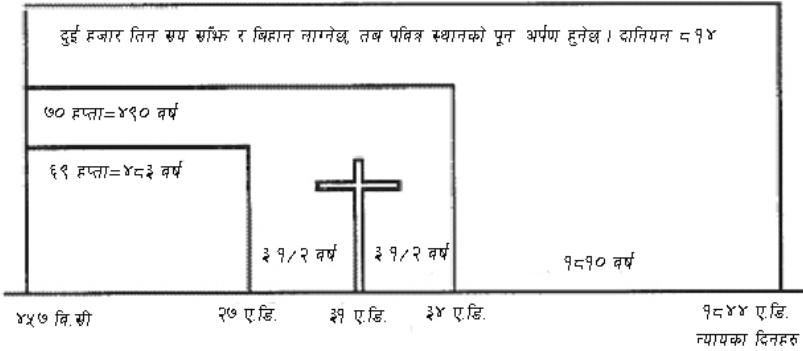 दुई हजार तिन सय साँझ र बिहान लाग्नेछ, तब पवित्र स्थानको पून अर्पण हुनेछ। दानियल ८ १४
७० हप्ता=४९० वर्ष
६९ हप्ता=४८३ वर्ष
३ १/२ वर्ष ३ १/२ वर्ष
१८१० वर्ष
४५७ बि.सी २७ ए.डि. ३१ ए.डि. ३४ ए.डि. १८४४ ए.डि.
न्यायका दिनहरु